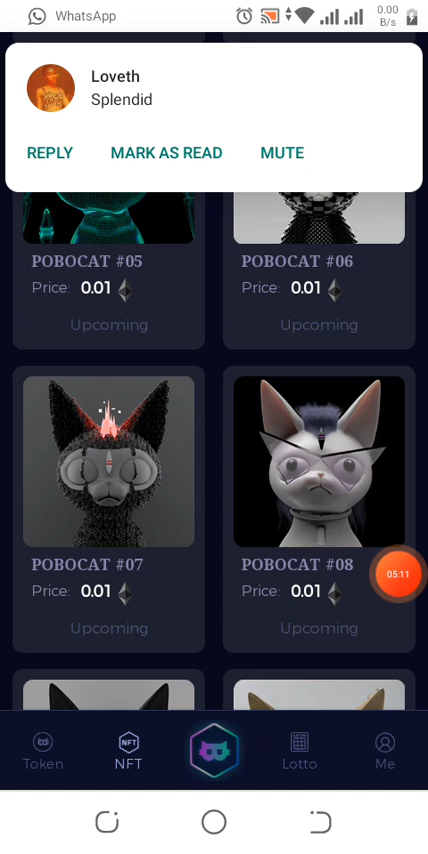 WhatsApp
0.00
B/s
Loveth
Splendid
REPLY MARK AS READ MUTE
POBOCAT #05 POBOCAT #06
Price: 0.01 Price: 0.01
Upcoming Upcoming
POBOCAT #07 POBOCAT #08
Price: 0.01 Price: 0.01
05:11
Upcoming Upcoming
NFT
Token NFT Lotto Me